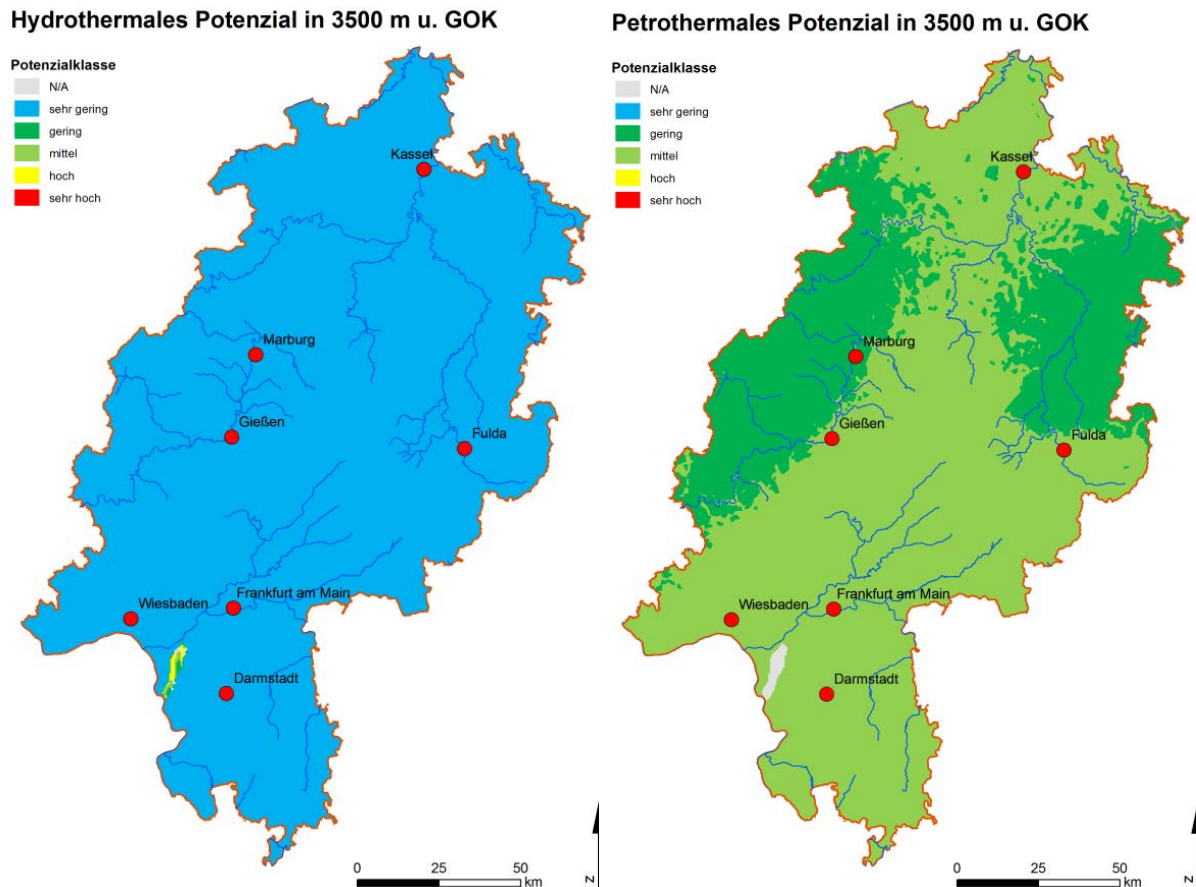 Hydrothermales Potenzial in 3500 m u. GOK
Potenzialklasse
N/A
sehr gering
gering
mittel
hoch
sehr hoch
Kassel
Marburg
Gießen
Fulda
Wiesbaden
Frankfurt am Main
Darmstadt
0 25 50
km
N
Petrothermales Potenzial in 3500 m u. GOK
Potenzialklasse
N/A
sehr gering
gering
mittel
hoch
sehr hoch
Kassel
Marburg
Gießen
Fulda
Wiesbaden
Frankfurt am Main
Darmstadt
0 25 50
km
N